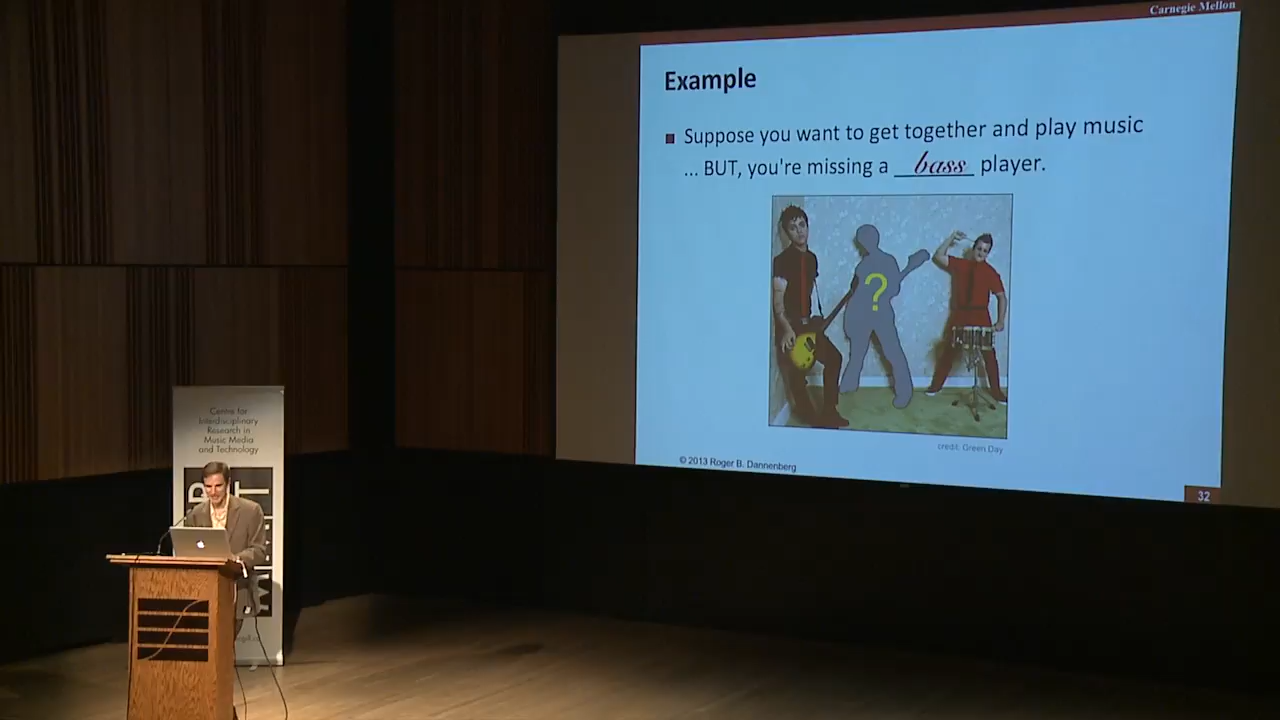 Carnegie Mellon
Example
Suppose you want to get together and play music
... BUT, you're missing a bass player.
?
credit: Green Day
© 2013 Roger B. Dannenberg
32
Centre for
Interdisciplinary
Research in
Music Media
and Technology